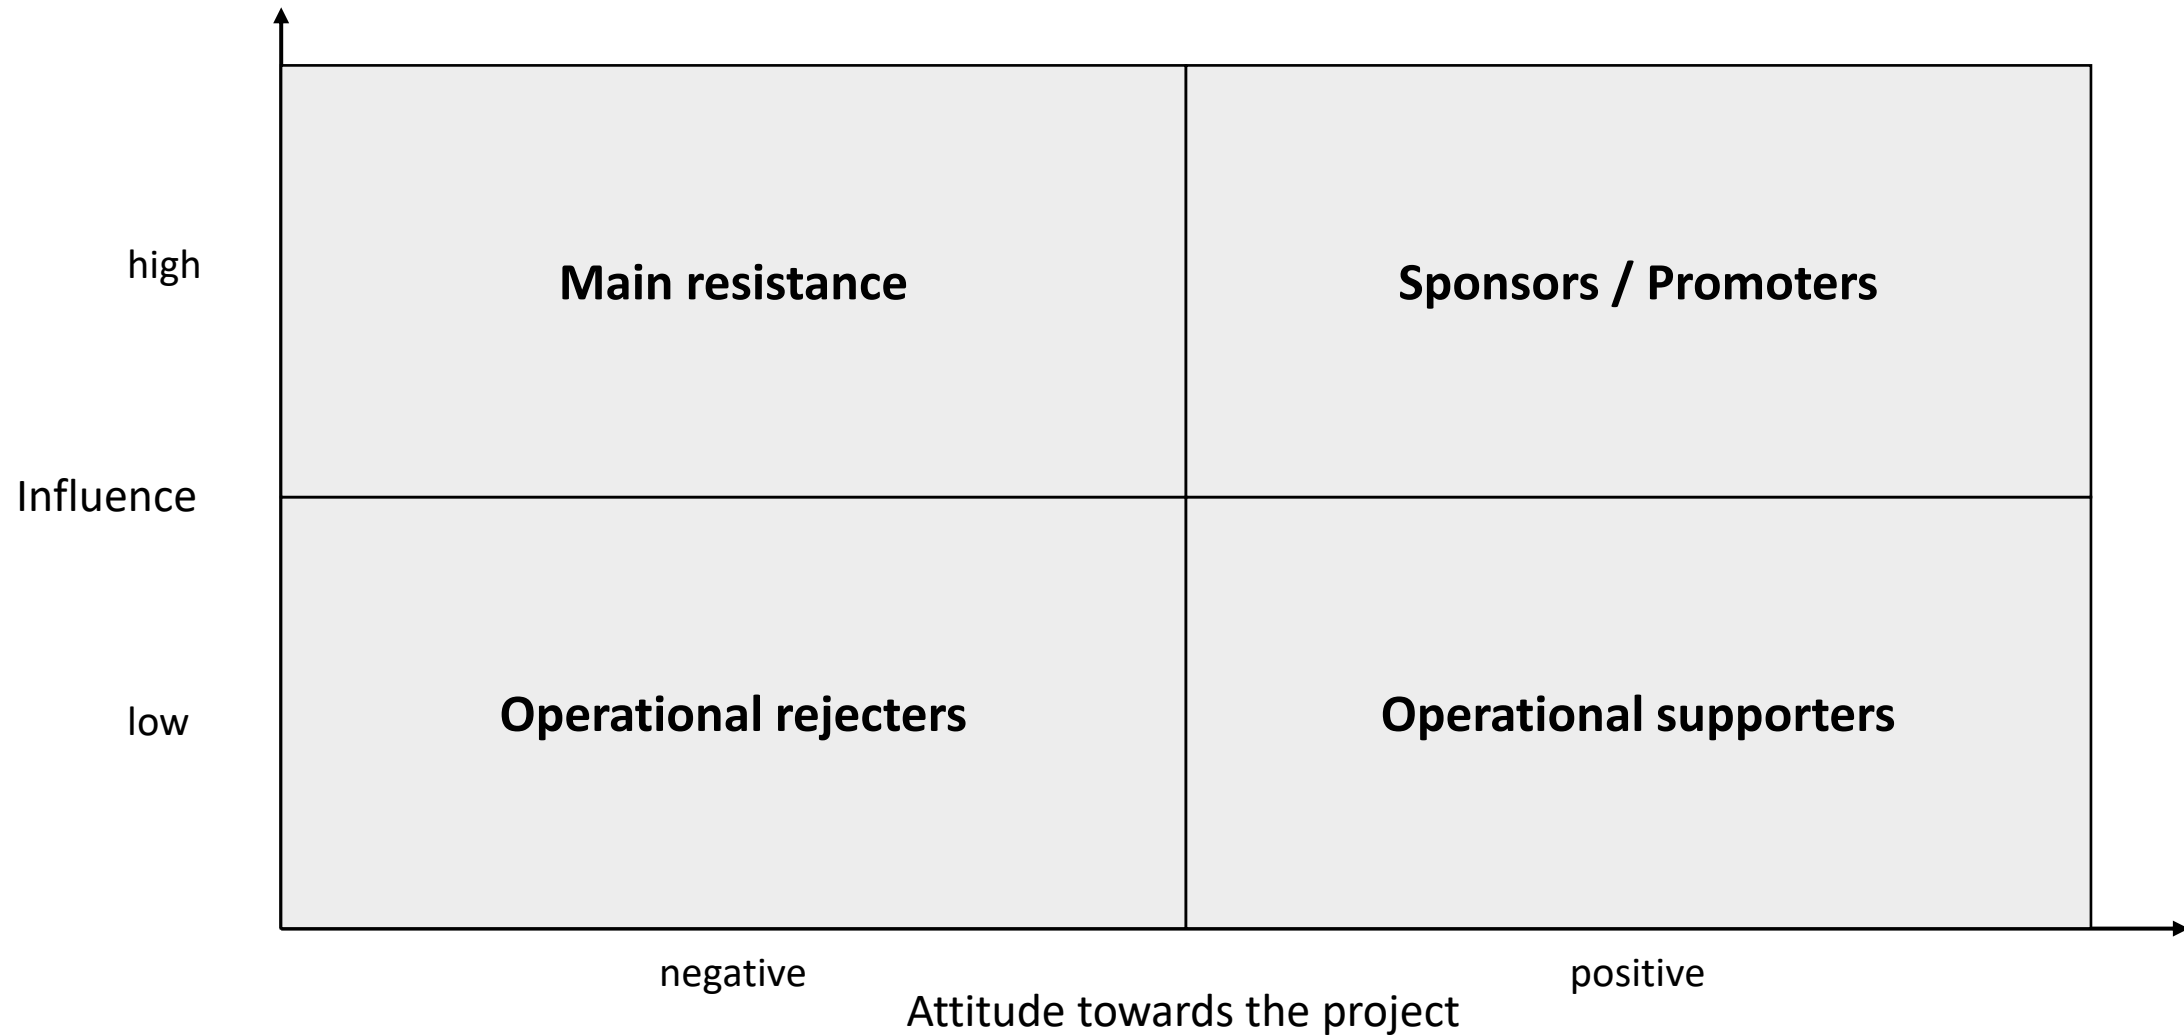 high
Main resistance
Sponsors / Promoters
Influence
low
Operational rejecters
Operational supporters
negative
positive
Attitude towards the project